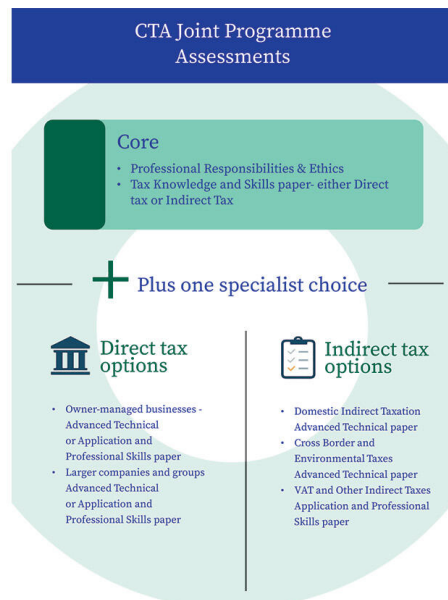 CTA Joint Programme
Assessments
Core
• Professional Responsibilities & Ethics
• Tax Knowledge and Skills paper- either Direct
tax or Indirect Tax
Plus one specialist choice
Direct tax
options
• Owner-managed businesses -
Advanced Technical
or Application and
Professional Skills paper
• Larger companies and groups
Advanced Technical
or Application and
Professional Skills paper
Indirect tax
options
• Domestic Indirect Taxation
Advanced Technical paper
• Cross Border and
Environmental Taxes
Advanced Technical paper
• VAT and Other Indirect Taxes
Application and Professional
Skills paper